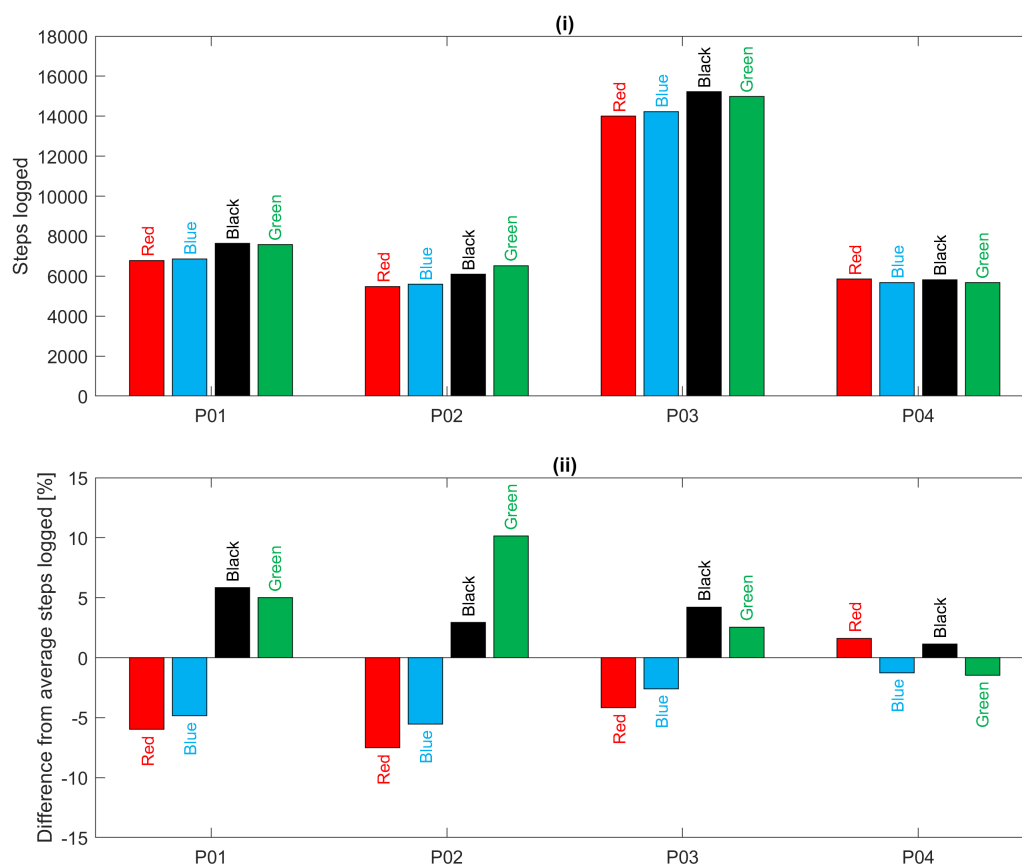 (i)
Steps logged
18000
16000
14000
12000
10000
8000
6000
4000
2000
0
Red
Blue
Black
Green
Red
Blue
Black
Green
Red
Blue
Black
Green
Red
Blue
Black
Green
P01
P02
P03
P04
(ii)
Difference from average steps logged [%]
15
10
5
0
-5
-10
-15
Red
Blue
Black
Green
Red
Blue
Black
Green
Red
Blue
Black
Green
Red
Blue
Black
Green
P01
P02
P03
P04